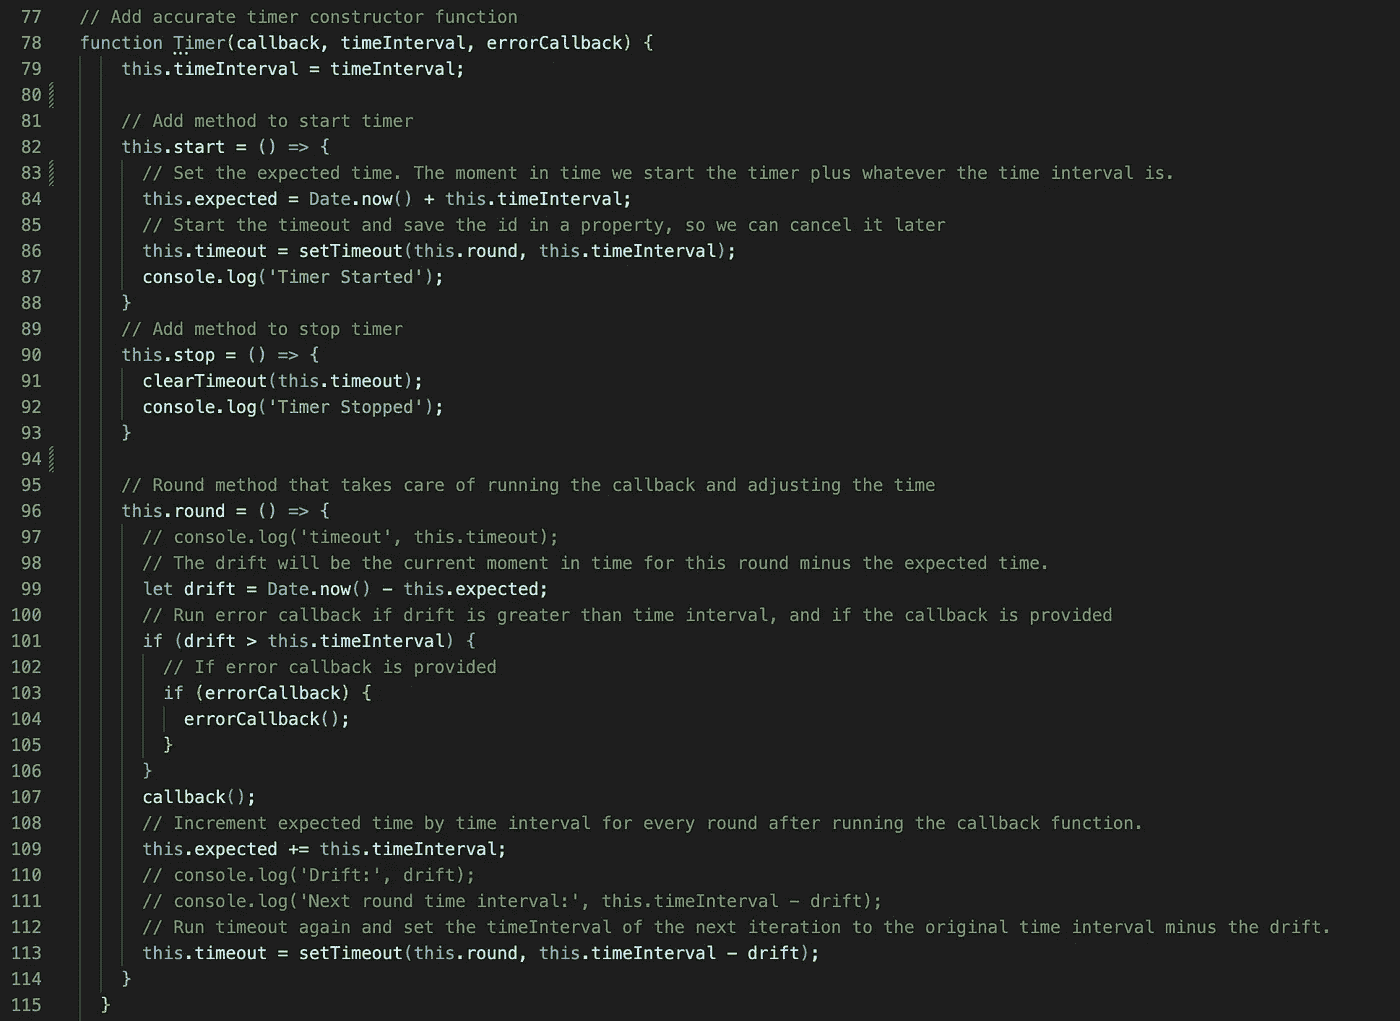 77 // Add accurate timer constructor function
78 function Timer(callback, timeInterval, errorCallback) {
79 this.timeInterval = timeInterval;
80
81 // Add method to start timer
82 this.start = () => {
83 // Set the expected time. The moment in time we start the timer plus whatever the time interval is.
84 this.expected = Date.now() + this.timeInterval;
85 // Start the timeout and save the id in a property, so we can cancel it later
86 this.timeout = setTimeout(this.round, this.timeInterval);
87 console.log('Timer Started');
88 }
89 // Add method to stop timer
90 this.stop = () => {
91 clearTimeout(this.timeout);
92 console.log('Timer Stopped');
93 }
94
95 // Round method that takes care of running the callback and adjusting the time
96 this.round = () => {
97 // console.log('timeout', this.timeout);
98 // The drift will be the current moment in time for this round minus the expected time.
99 let drift = Date.now() - this.expected;
100 // Run error callback if drift is greater than time interval, and if the callback is provided
101 if (drift > this.timeInterval) {
102 // If error callback is provided
103 if (errorCallback) {
104 errorCallback();
105 }
106 }
107 callback();
108 // Increment expected time by time interval for every round after running the callback function.
109 this.expected += this.timeInterval;
110 // console.log('Drift:', drift);
111 // console.log('Next round time interval:', this.timeInterval - drift);
112 // Run timeout again and set the timeInterval of the next iteration to the original time interval minus the drift.
113 this.timeout = setTimeout(this.round, this.timeInterval - drift);
114 }
115 }